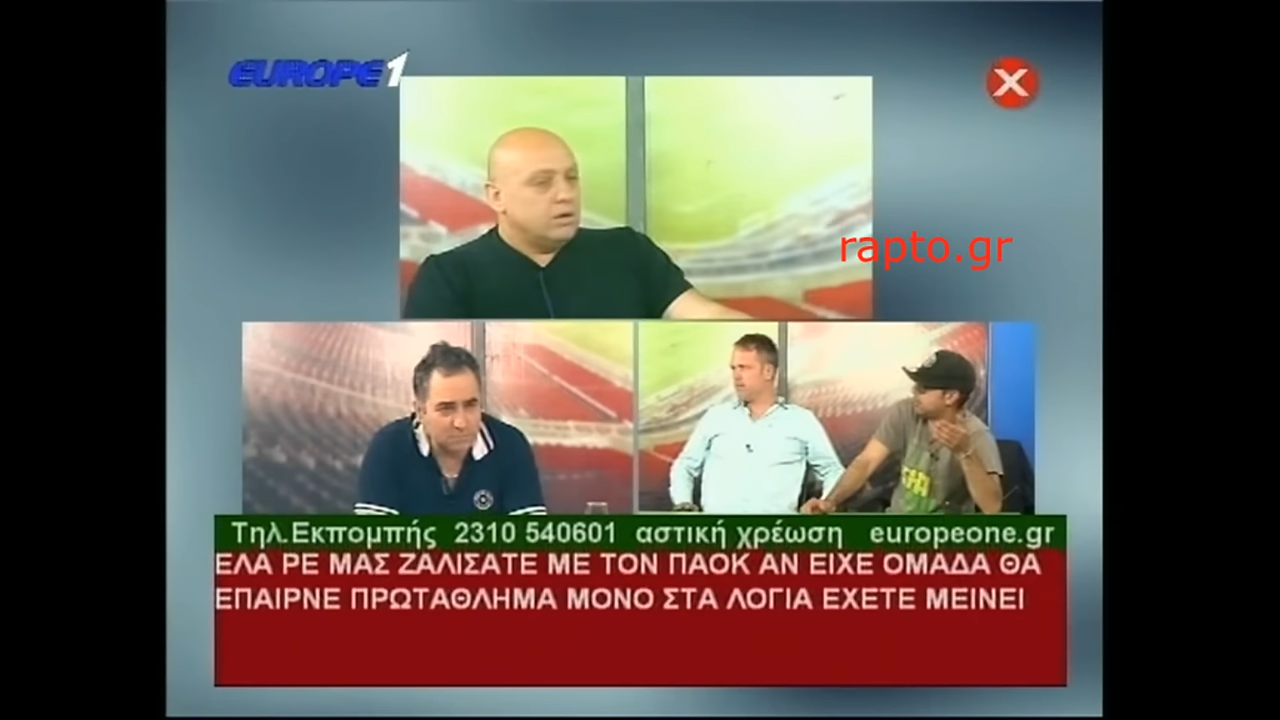 EUROPE1
X
rapto.gr
Τηλ.Εκπομπής 2310 540601 αστική χρέωση europeone.gr
ΕΛΑ ΡΕ ΜΑΣ ΖΑΛΙΣΑΤΕ ΜΕ ΤΟΝ ΠΑΟΚ ΑΝ ΕΙΧΕ ΟΜΑΔΑ ΘΑ
ΕΠΑΙΡΝΕ ΠΡΩΤΑΘΛΗΜΑ ΜΟΝΟ ΣΤΑ ΛΟΓΙΑ ΕΧΕΤΕ ΜΕΙΝΕΙ